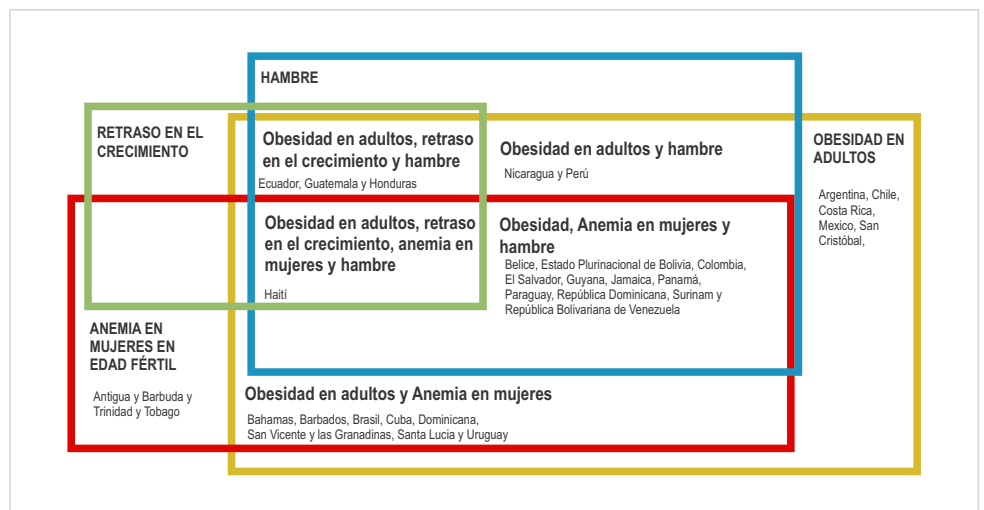 HAMBRE
RETRASO EN EL
CRECIMIENTO
Obesidad en adultos, retraso
en el crecimiento y hambre
Ecuador, Guatemala y Honduras
Obesidad en adultos y hambre
Nicaragua y Perú
OBESIDAD EN
ADULTOS
Argentina, Chile,
Costa Rica,
Mexico, San
Cristóbal,
Obesidad en adultos, retraso
en el crecimiento, anemia en
mujeres y hambre
Haití
Obesidad, Anemia en mujeres y
hambre
Belice, Estado Plurinacional de Bolivia, Colombia,
El Salvador, Guyana, Jamaica, Panamá,
Paraguay, República Dominicana, Surinam y
República Bolivariana de Venezuela
ANEMIA EN
MUJERES EN
EDAD FÉRTIL
Antigua y Barbuda y
Trinidad y Tobago
Obesidad en adultos y Anemia en mujeres
Bahamas, Barbados, Brasil, Cuba, Dominicana,
San Vicente y las Granadinas, Santa Lucia y Uruguay